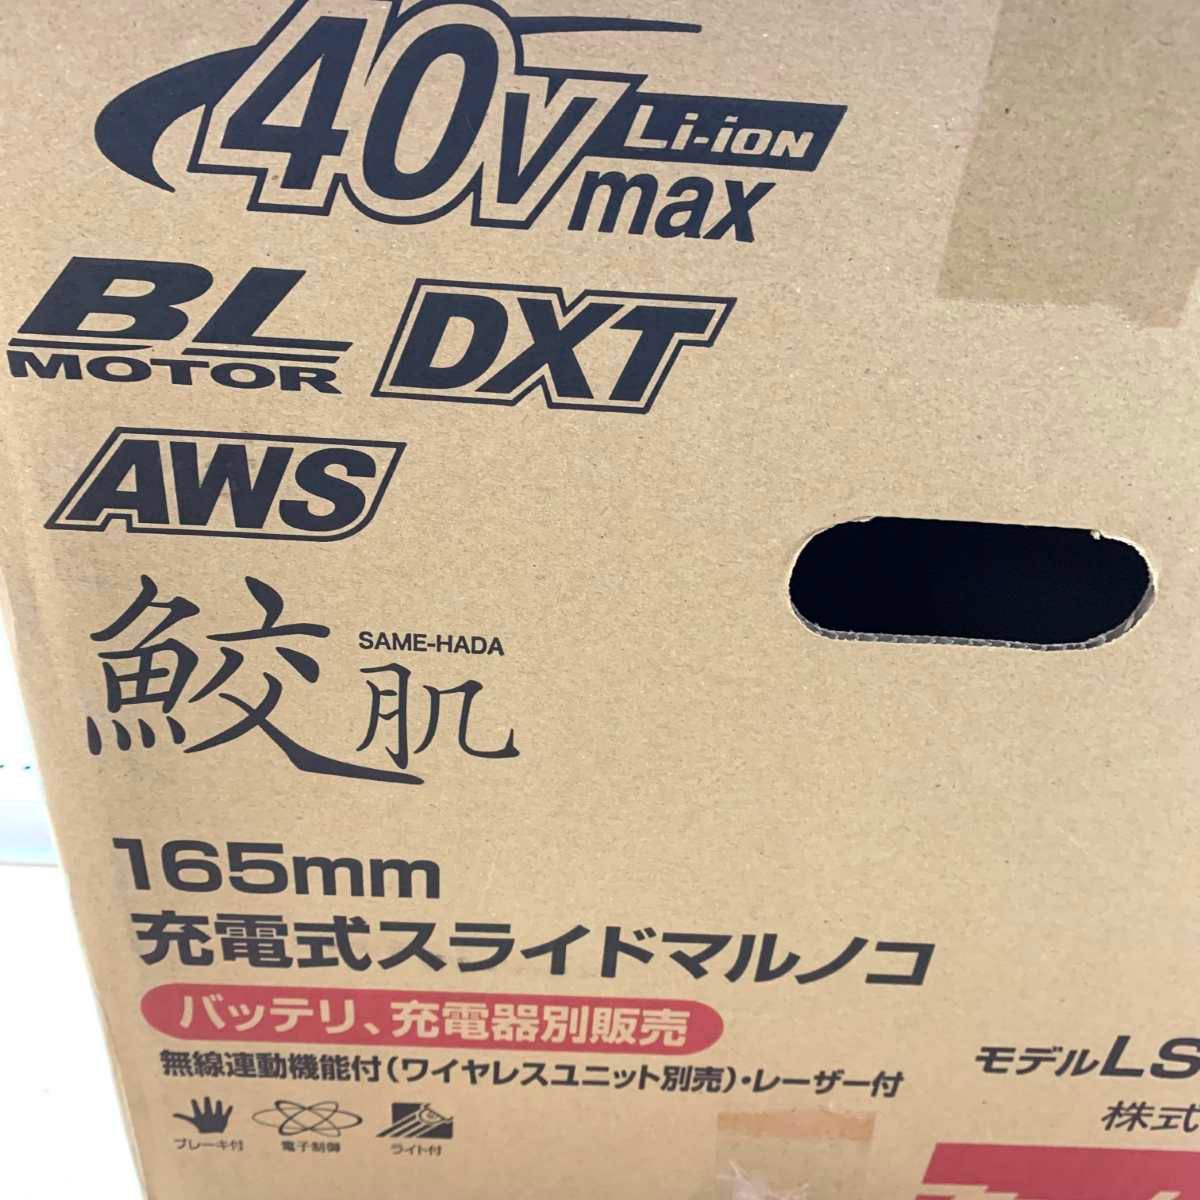 40Vmax Li-ion
BL MOTOR
DXT
AWS
鮫肌 SAME-HADA
165mm
充電式スライドマルノコ
バッテリ、充電器別販売
無線連動機能付(ワイヤレスユニット別売)・レーザー付
ブレーキ付 電子制御 ライト付
モデルLS
株式